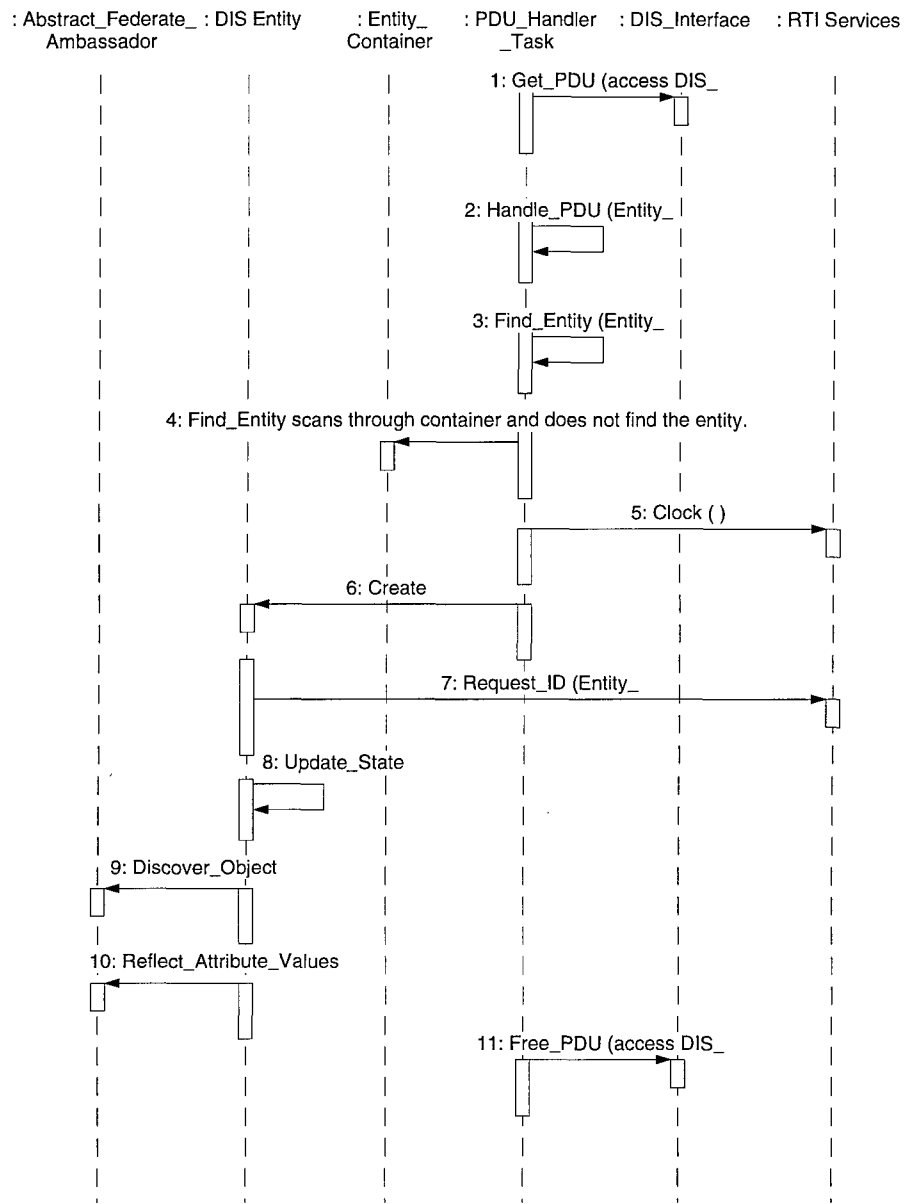 : Abstract_Federate_ : DIS Entity : Entity_ : PDU_Handler : DIS_Interface : RTI Services
Ambassador Container _Task
1: Get_PDU (access DIS_
2: Handle_PDU (Entity_
3: Find_Entity (Entity_
4: Find_Entity scans through container and does not find the entity.
5: Clock ( )
6: Create
7: Request_ID (Entity_
8: Update_State
9: Discover_Object
10: Reflect_Attribute_Values
11: Free_PDU (access DIS_